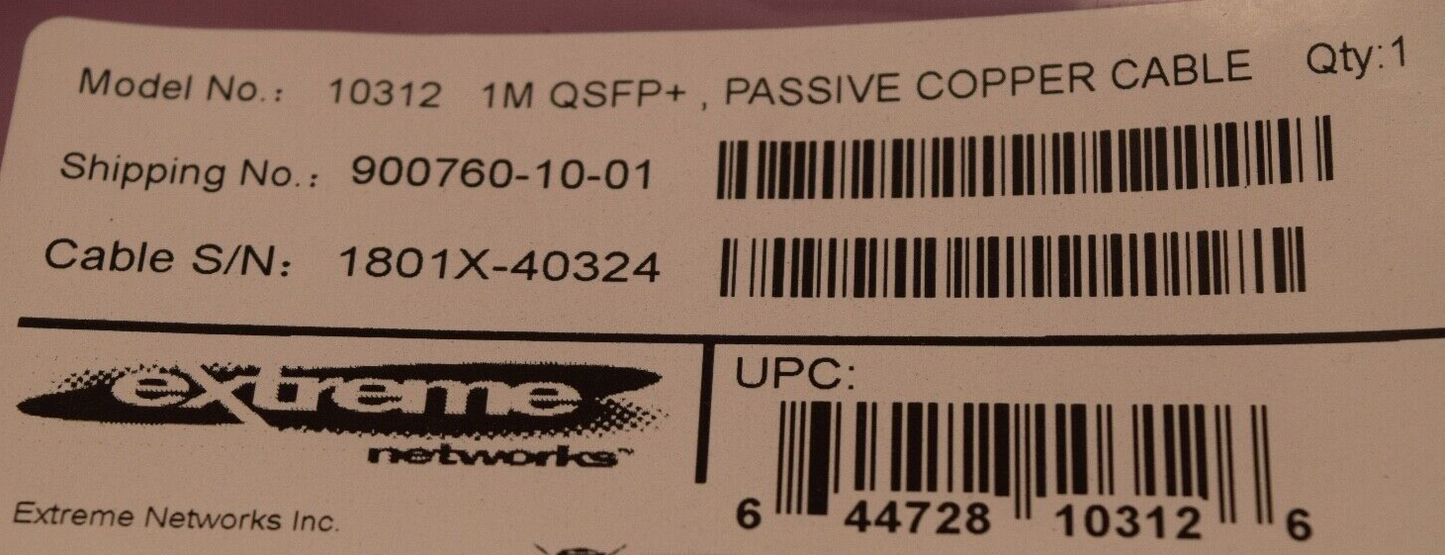 Model No.: 10312 1M QSFP+ , PASSIVE COPPER CABLE Qty:1
Shipping No.: 900760-10-01
Cable S/N: 1801X-40324
extreme
networks™
Extreme Networks Inc.
UPC:
6 44728 10312 6